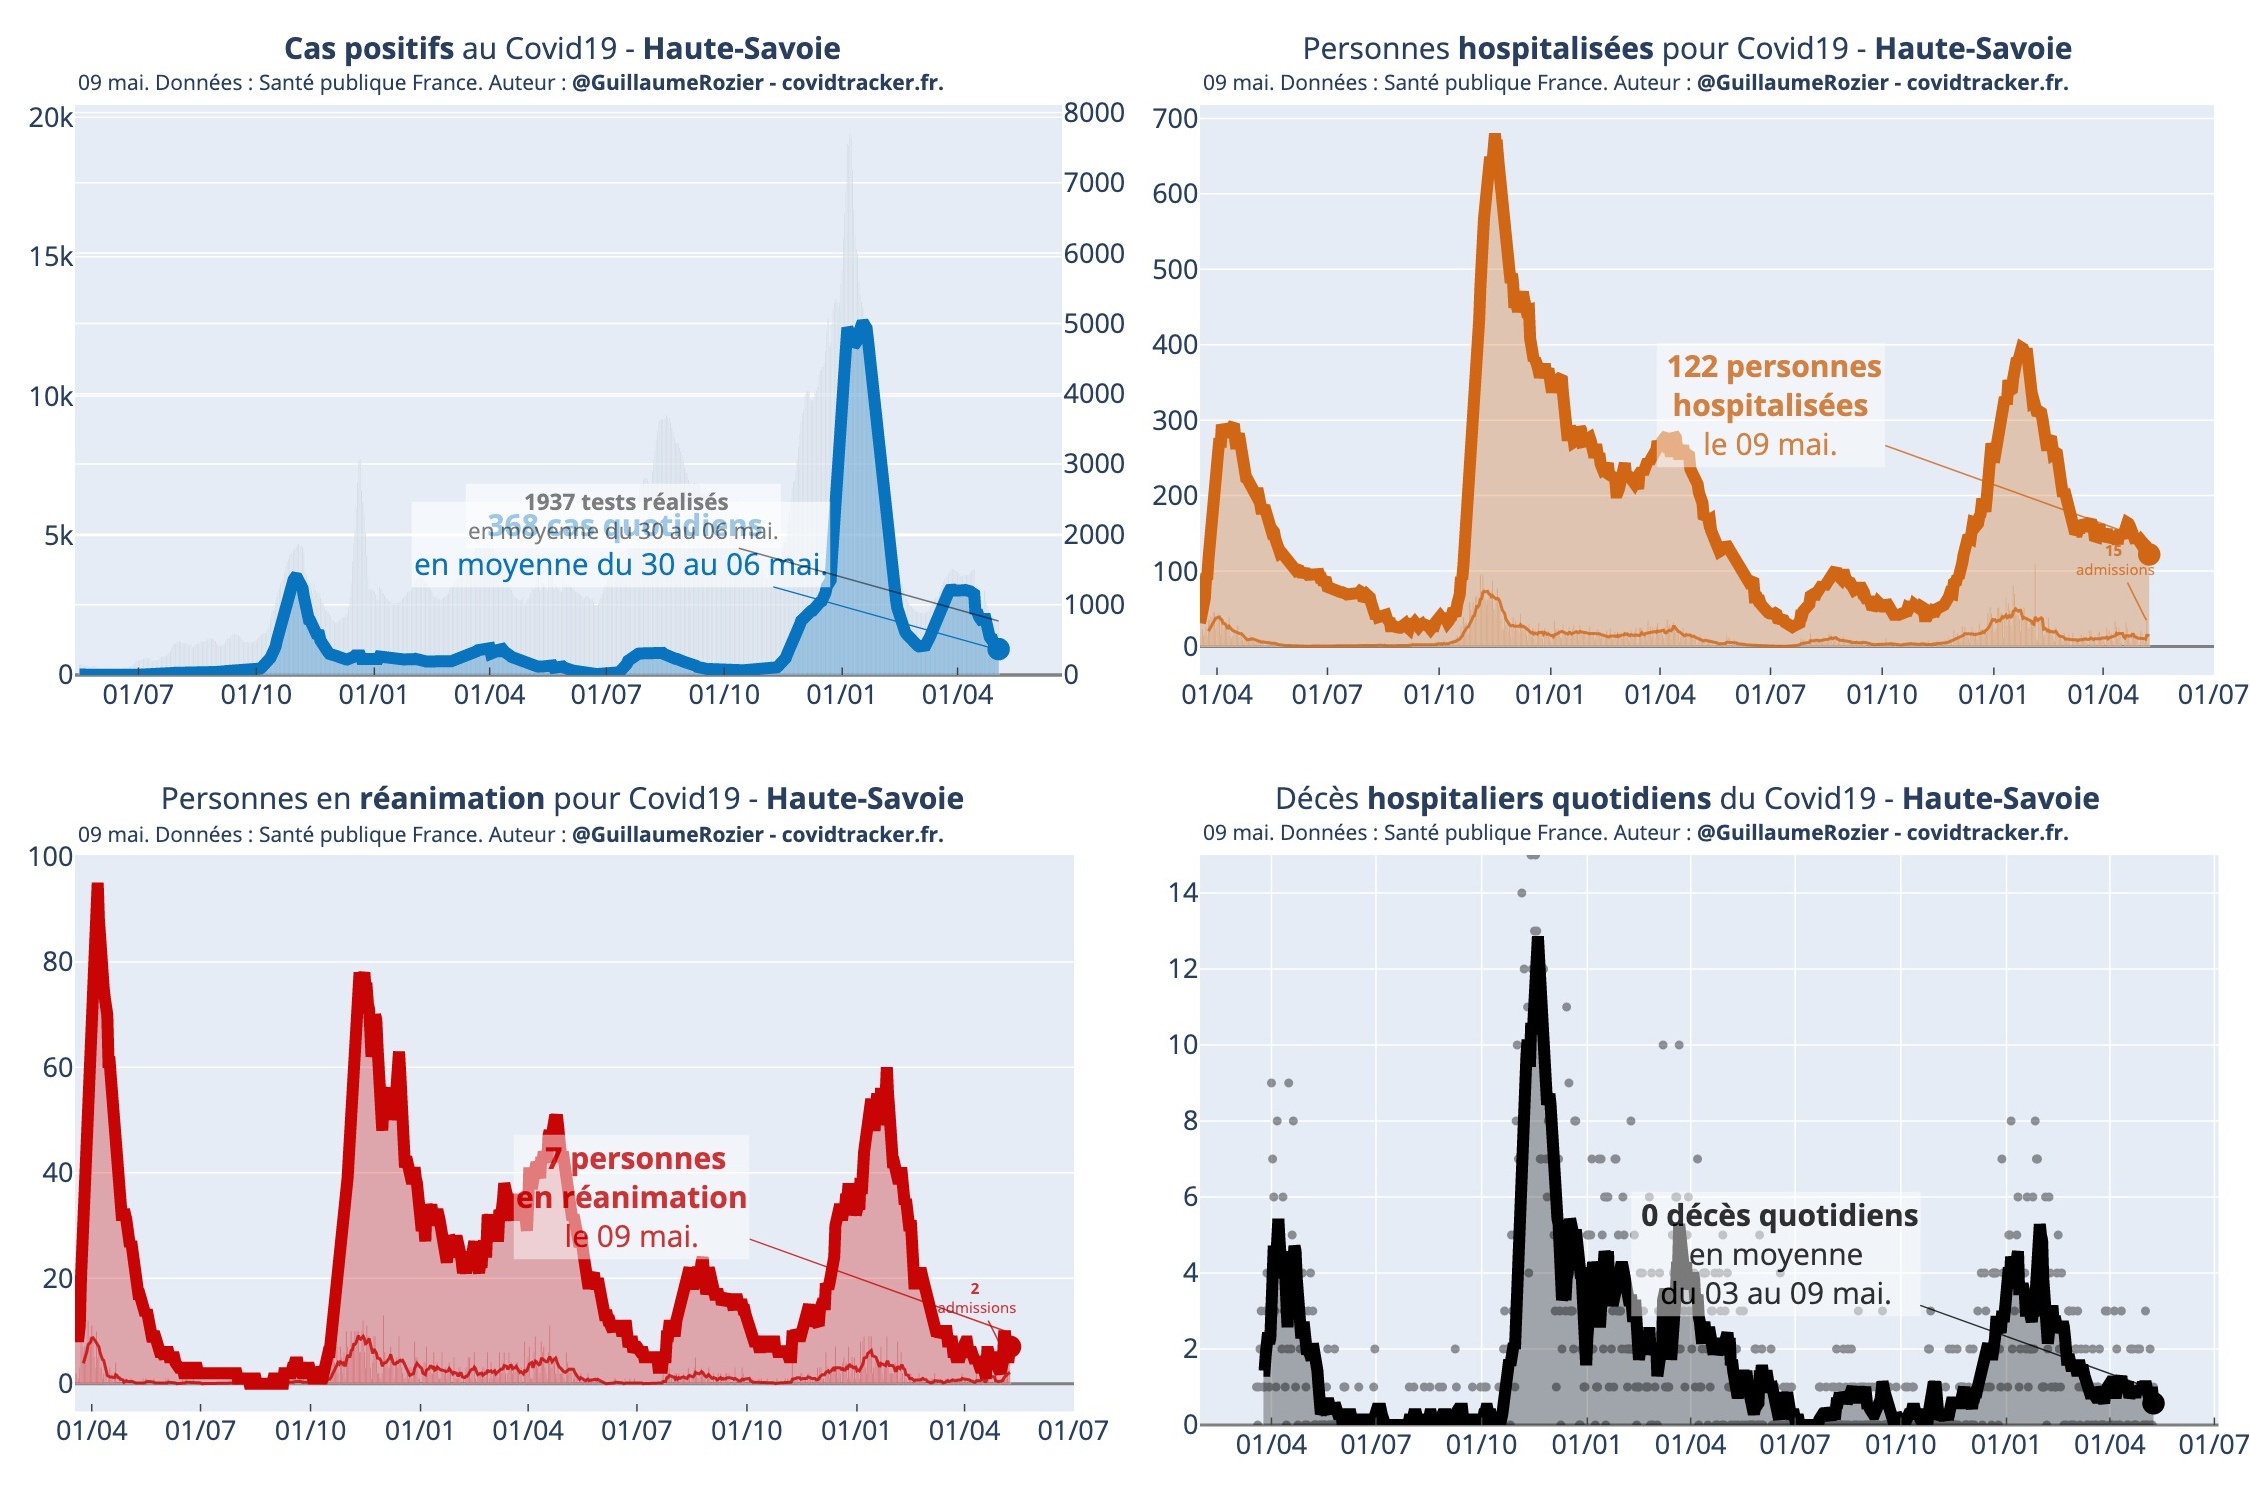 Cas positifs au Covid19 - Haute-Savoie
09 mai. Données : Santé publique France. Auteur : @GuillaumeRozier - covidtracker.fr.
20k
15k
10k
5k
0
8000
7000
6000
5000
4000
3000
2000
1000
0
1937 tests réalisés
en moyenne du 30 au 06 mai.
368 cas quotidiens
en moyenne du 30 au 06 mai.
01/07 01/10 01/01 01/04 01/07 01/10 01/01 01/04
Personnes hospitalisées pour Covid19 - Haute-Savoie
09 mai. Données : Santé publique France. Auteur : @GuillaumeRozier - covidtracker.fr.
700
600
500
400
300
200
100
0
122 personnes
hospitalisées
le 09 mai.
15
admissions
01/04 01/07 01/10 01/01 01/04 01/07 01/10 01/01 01/04 01/07
Personnes en réanimation pour Covid19 - Haute-Savoie
09 mai. Données : Santé publique France. Auteur : @GuillaumeRozier - covidtracker.fr.
100
80
60
40
20
0
7 personnes
en réanimation
le 09 mai.
2
admissions
01/04 01/07 01/10 01/01 01/04 01/07 01/10 01/01 01/04 01/07
Décès hospitaliers quotidiens du Covid19 - Haute-Savoie
09 mai. Données : Santé publique France. Auteur : @GuillaumeRozier - covidtracker.fr.
14
12
10
8
6
4
2
0
0 décès quotidiens
en moyenne
du 03 au 09 mai.
01/04 01/07 01/10 01/01 01/04 01/07 01/10 01/01 01/04 01/07